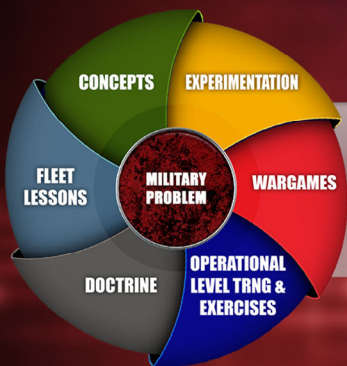 CONCEPTS
EXPERIMENTATION
FLEET
LESSONS
MILITARY
PROBLEM
WARGAMES
DOCTRINE
OPERATIONAL
LEVEL TRNG &
EXERCISES